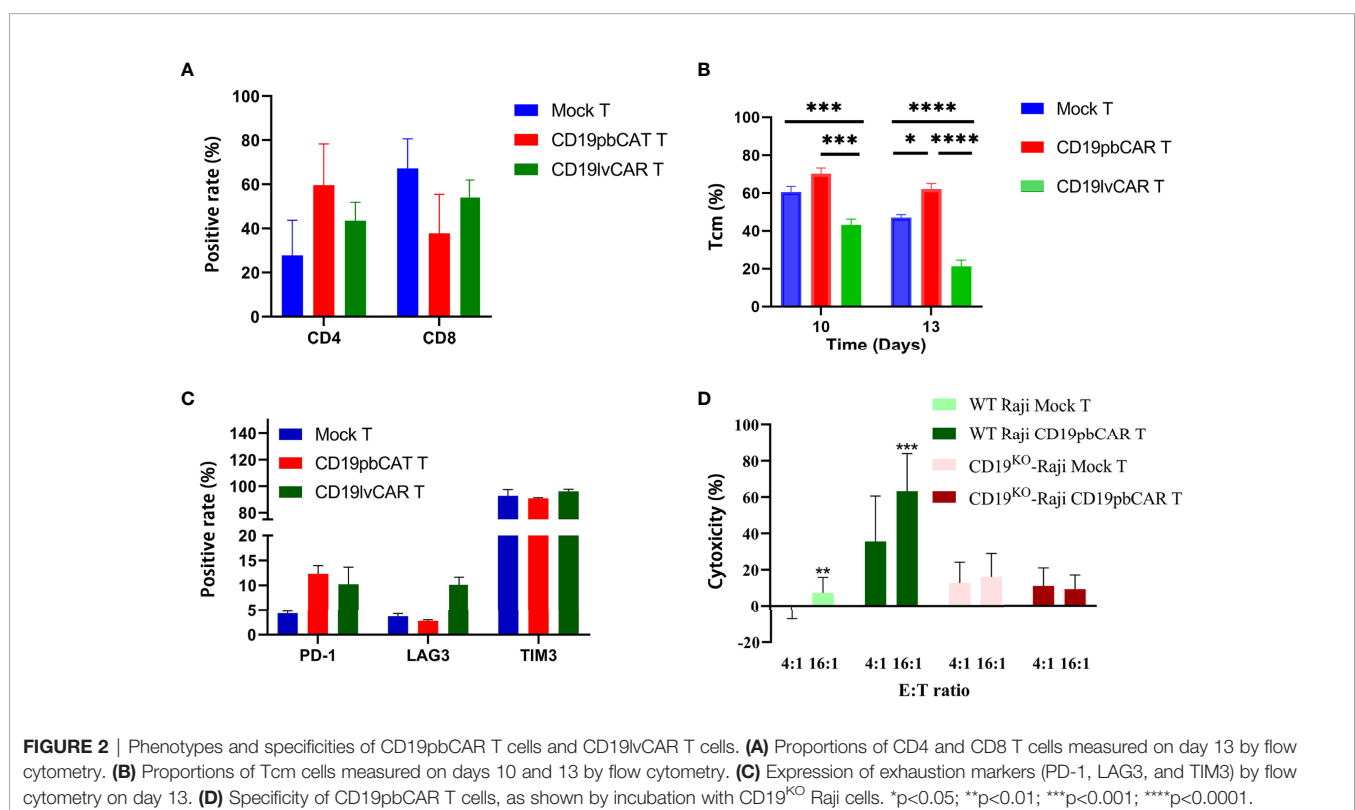 A
Positive rate (%)
100
80
60
40
20
0
CD4 CD8
Mock T
CD19pbCAT T
CD19lvCAR T
B
Tcm (%)
100
80
60
40
20
0
*** ****
*** * ****
10 13
Time (Days)
Mock T
CD19pbCAR T
CD19lvCAR T
C
Positive rate (%)
140
120
100
80
20
15
10
5
0
Mock T
CD19pbCAT T
CD19lvCAR T
PD-1 LAG3 TIM3
D
Cytoxicity (%)
100
80
60
40
20
0
-20
WT Raji Mock T
WT Raji CD19pbCAR T
CD19KO-Raji Mock T
CD19KO-Raji CD19pbCAR T
***
**
4:1 16:1 4:1 16:1 4:1 16:1 4:1 16:1
E:T ratio
FIGURE 2 | Phenotypes and specificities of CD19pbCAR T cells and CD19lvCAR T cells. (A) Proportions of CD4 and CD8 T cells measured on day 13 by flow
cytometry. (B) Proportions of Tcm cells measured on days 10 and 13 by flow cytometry. (C) Expression of exhaustion markers (PD-1, LAG3, and TIM3) by flow
cytometry on day 13. (D) Specificity of CD19pbCAR T cells, as shown by incubation with CD19KO Raji cells. *p<0.05; **p<0.01; ***p<0.001; ****p<0.0001.